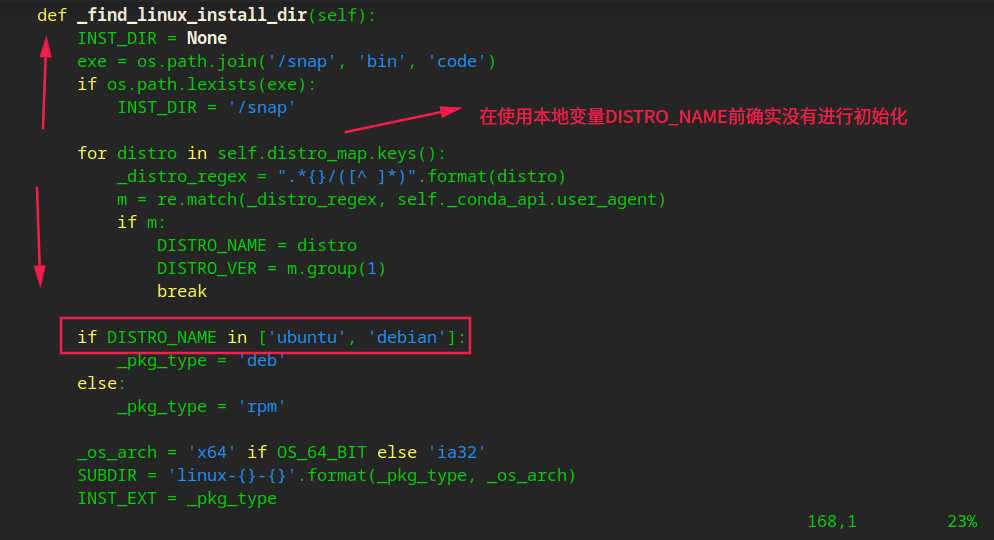 def _find_linux_install_dir(self):
    INST_DIR = None
    exe = os.path.join('/snap', 'bin', 'code')
    if os.path.lexists(exe):
        INST_DIR = '/snap'
在使用本地变量DISTRO_NAME前确实没有进行初始化
    for distro in self.distro_map.keys():
        _distro_regex = ".*{}/([^ ]*)".format(distro)
        m = re.match(_distro_regex, self._conda_api.user_agent)
        if m:
            DISTRO_NAME = distro
            DISTRO_VER = m.group(1)
            break
    if DISTRO_NAME in ['ubuntu', 'debian']:
        _pkg_type = 'deb'
    else:
        _pkg_type = 'rpm'
    _os_arch = 'x64' if OS_64_BIT else 'ia32'
    SUBDIR = 'linux-{}-{}'.format(_pkg_type, _os_arch)
    INST_EXT = _pkg_type
168,1 23%